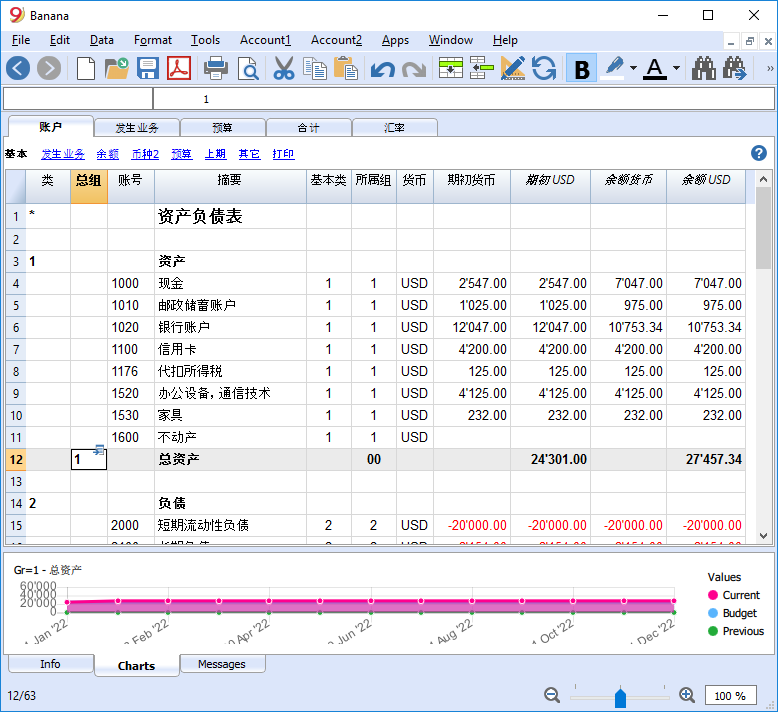 Banana
File Edit Data Format Tools Account1 Account2 Apps Window Help
B A
1
账户 发生业务 预算 合计 汇率
基本 发生业务 余额 币种2 预算 上期 其它 打印
类 总组 账号 摘要 基本类 所属组 货币 期初货币 期初 USD 余额货币 余额 USD
1 * 资产负债表
2
3 1 资产
4 1000 现金 1 1 USD 2'547.00 2'547.00 7'047.00 7'047.00
5 1010 邮政储蓄账户 1 1 USD 1'025.00 1'025.00 975.00 975.00
6 1020 银行账户 1 1 USD 12'047.00 12'047.00 10'753.34 10'753.34
7 1100 信用卡 1 1 USD 4'200.00 4'200.00 4'200.00 4'200.00
8 1176 代扣所得税 1 1 USD 125.00 125.00 125.00 125.00
9 1520 办公设备, 通信技术 1 1 USD 4'125.00 4'125.00 4'125.00 4'125.00
10 1530 家具 1 1 USD 232.00 232.00 232.00 232.00
11 1600 不动产 1 1 USD
12 1 总资产 00 24'301.00 27'457.34
13
14 2 负债
15 2000 短期流动性负债 2 2 USD -20'000.00 -20'000.00 -20'000.00 -20'000.00
Gr=1 - 总资产
60'000
40'000
20'000
0
1 Jan '22 Feb '22 Apr '22 Jun '22 Aug '22 Oct '22 Dec '22
Values
Current
Budget
Previous
Info Charts Messages
12/63 100 %